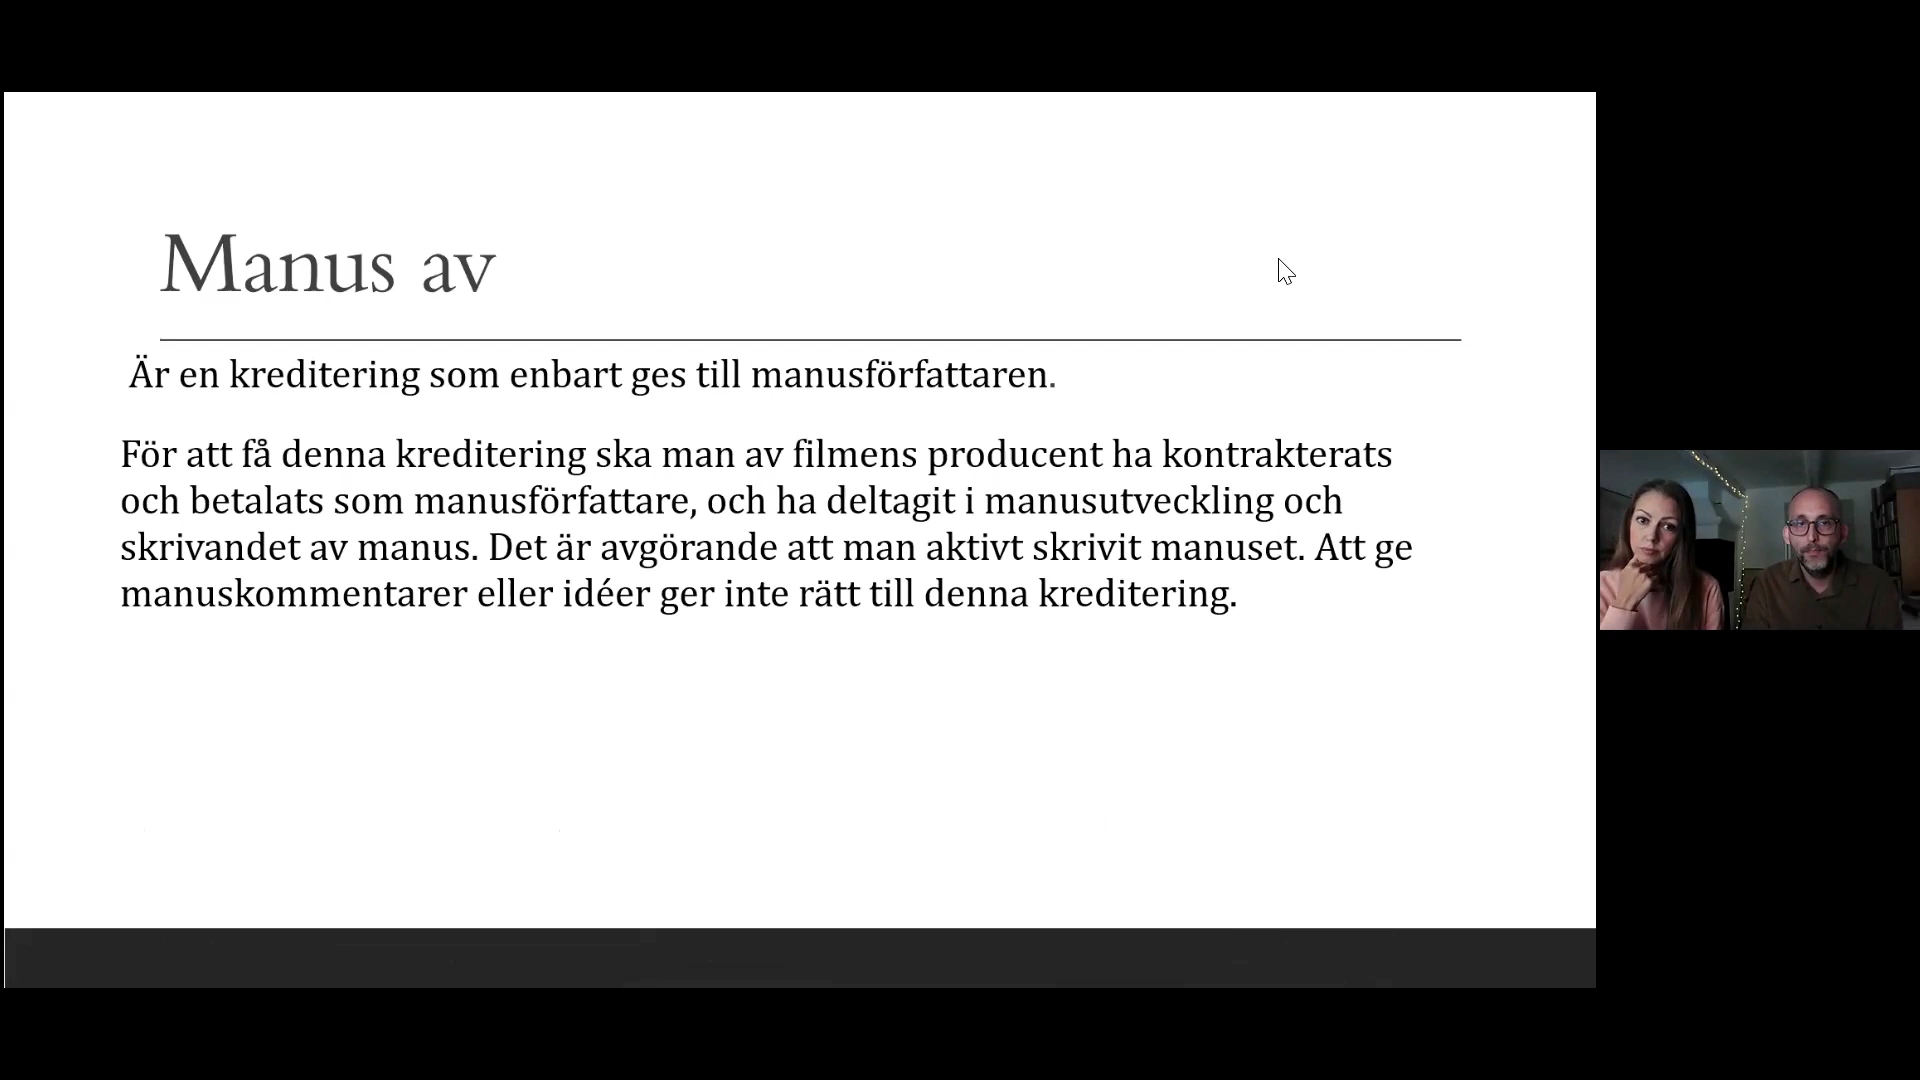 Manus av
Är en kreditering som enbart ges till manusförfattaren.
För att få denna kreditering ska man av filmens producent ha kontrakterats
och betalats som manusförfattare, och ha deltagit i manusutveckling och
skrivandet av manus. Det är avgörande att man aktivt skrivit manuset. Att ge
manuskommentarer eller idéer ger inte rätt till denna kreditering.